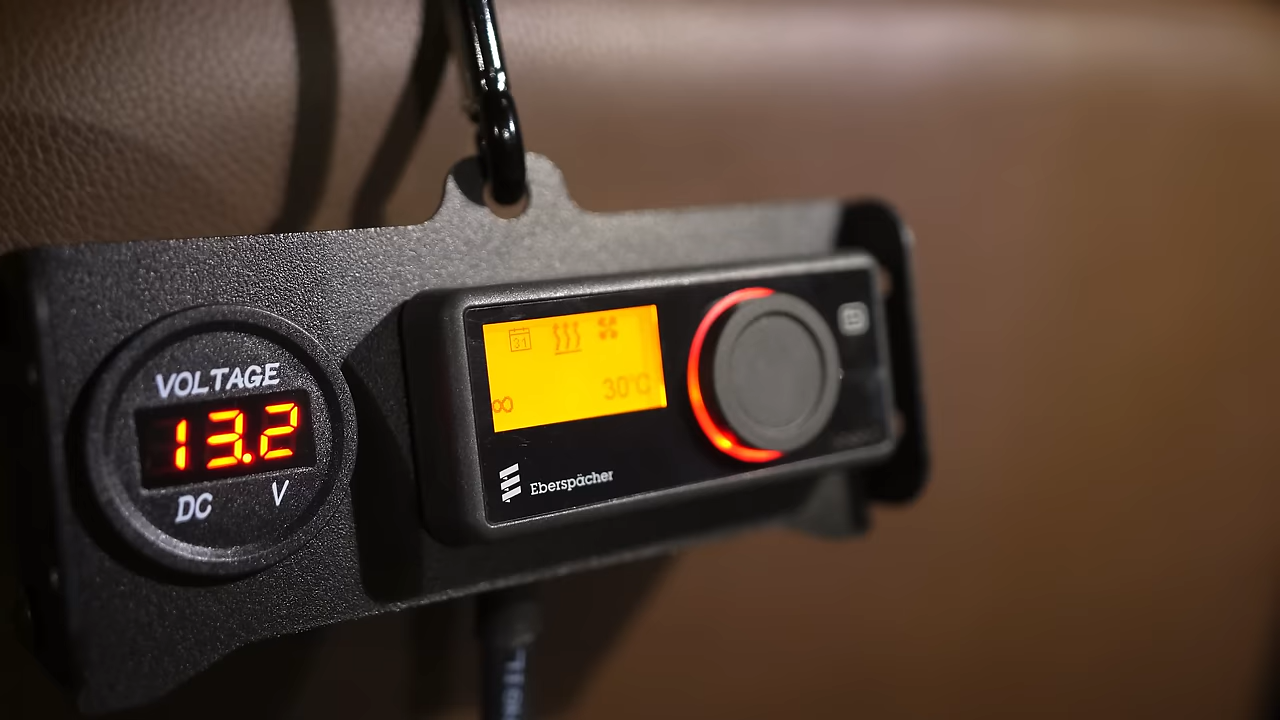 VOLTAGE
13.2
DC V
31
30°C
∞
Eberspächer